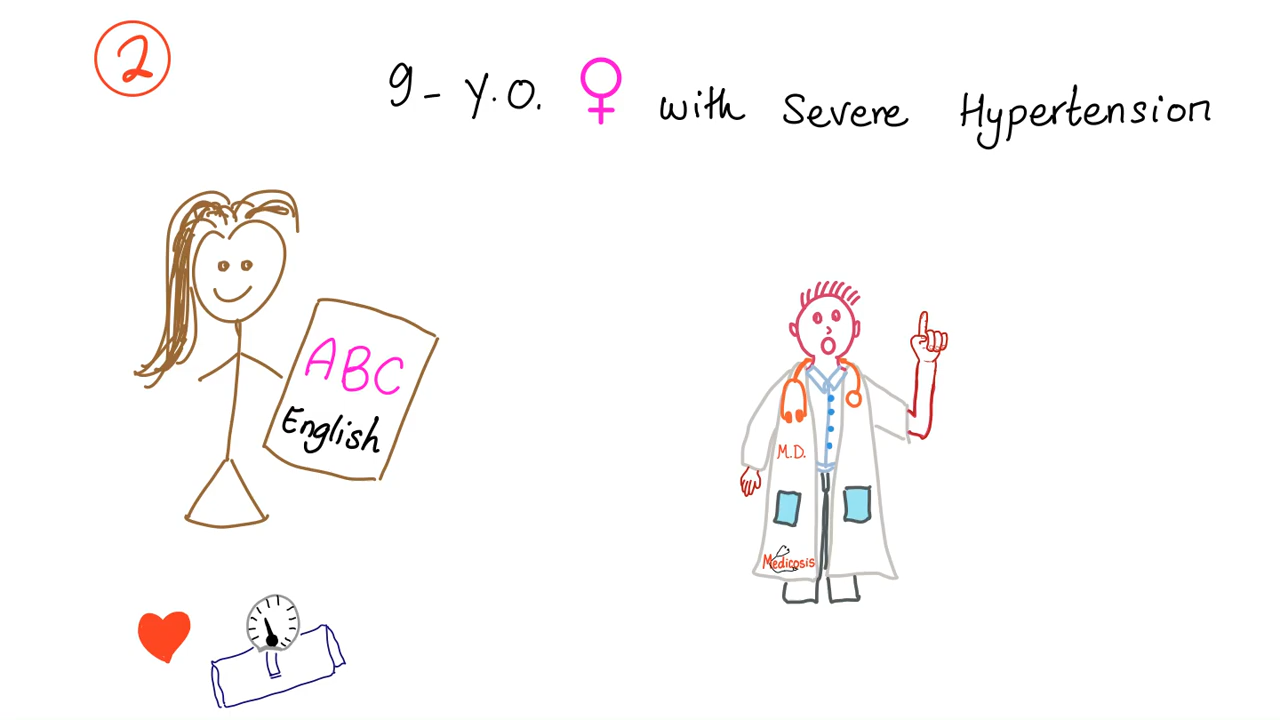 2
9- Y.O. ♀ with Severe Hypertension
ABC
English
M.D.
Medicosis